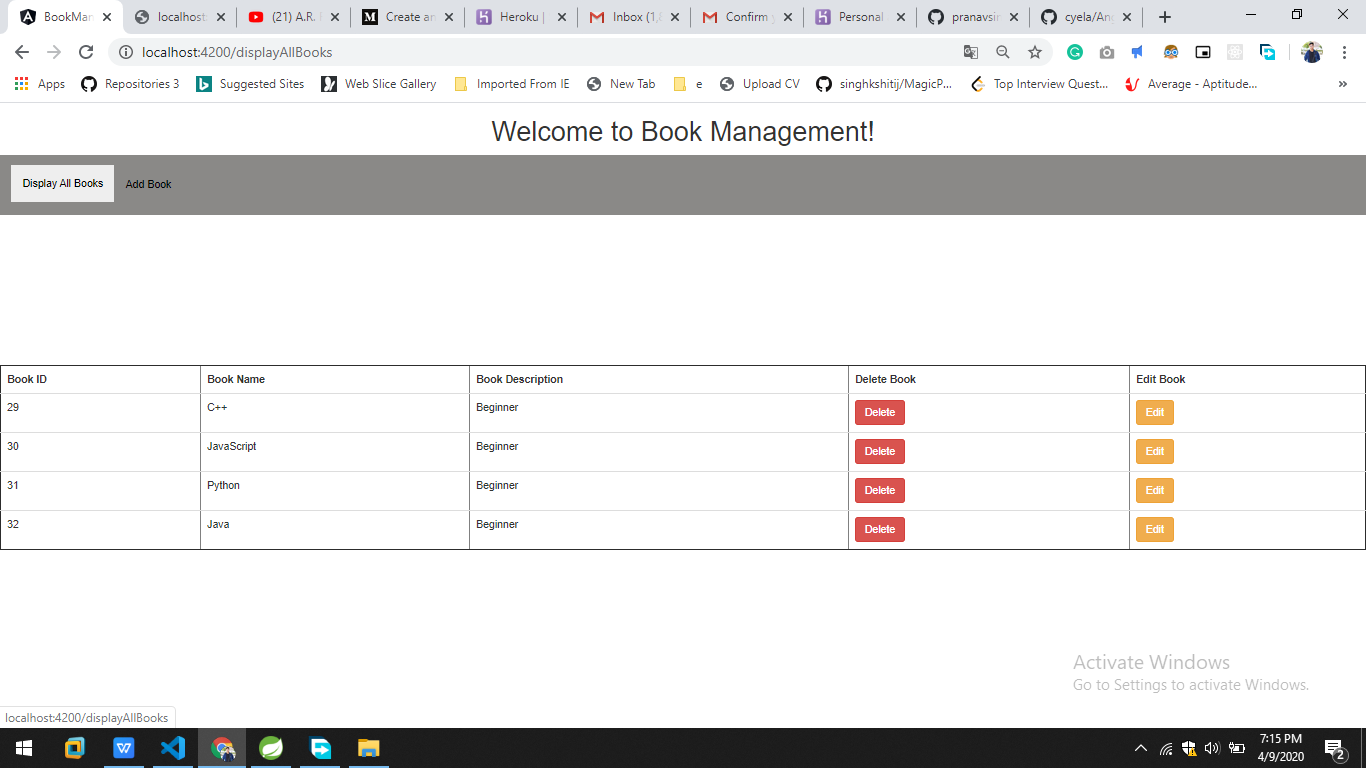 BookMan localhost: (21) A.R. Create an Heroku | Inbox (1, Confirm Personal pranavsin cyela/An
localhost:4200/displayAllBooks
Apps Repositories 3 Suggested Sites Web Slice Gallery Imported From IE New Tab e Upload CV singhkshitij/MagicP... Top Interview Quest... Average - Aptitude... »
Welcome to Book Management!
Display All Books Add Book
Book ID Book Name Book Description Delete Book Edit Book
29 C++ Beginner Delete Edit
30 JavaScript Beginner Delete Edit
31 Python Beginner Delete Edit
32 Java Beginner Delete Edit
Activate Windows
Go to Settings to activate Windows.
localhost:4200/displayAllBooks
7:15 PM
4/9/2020
2